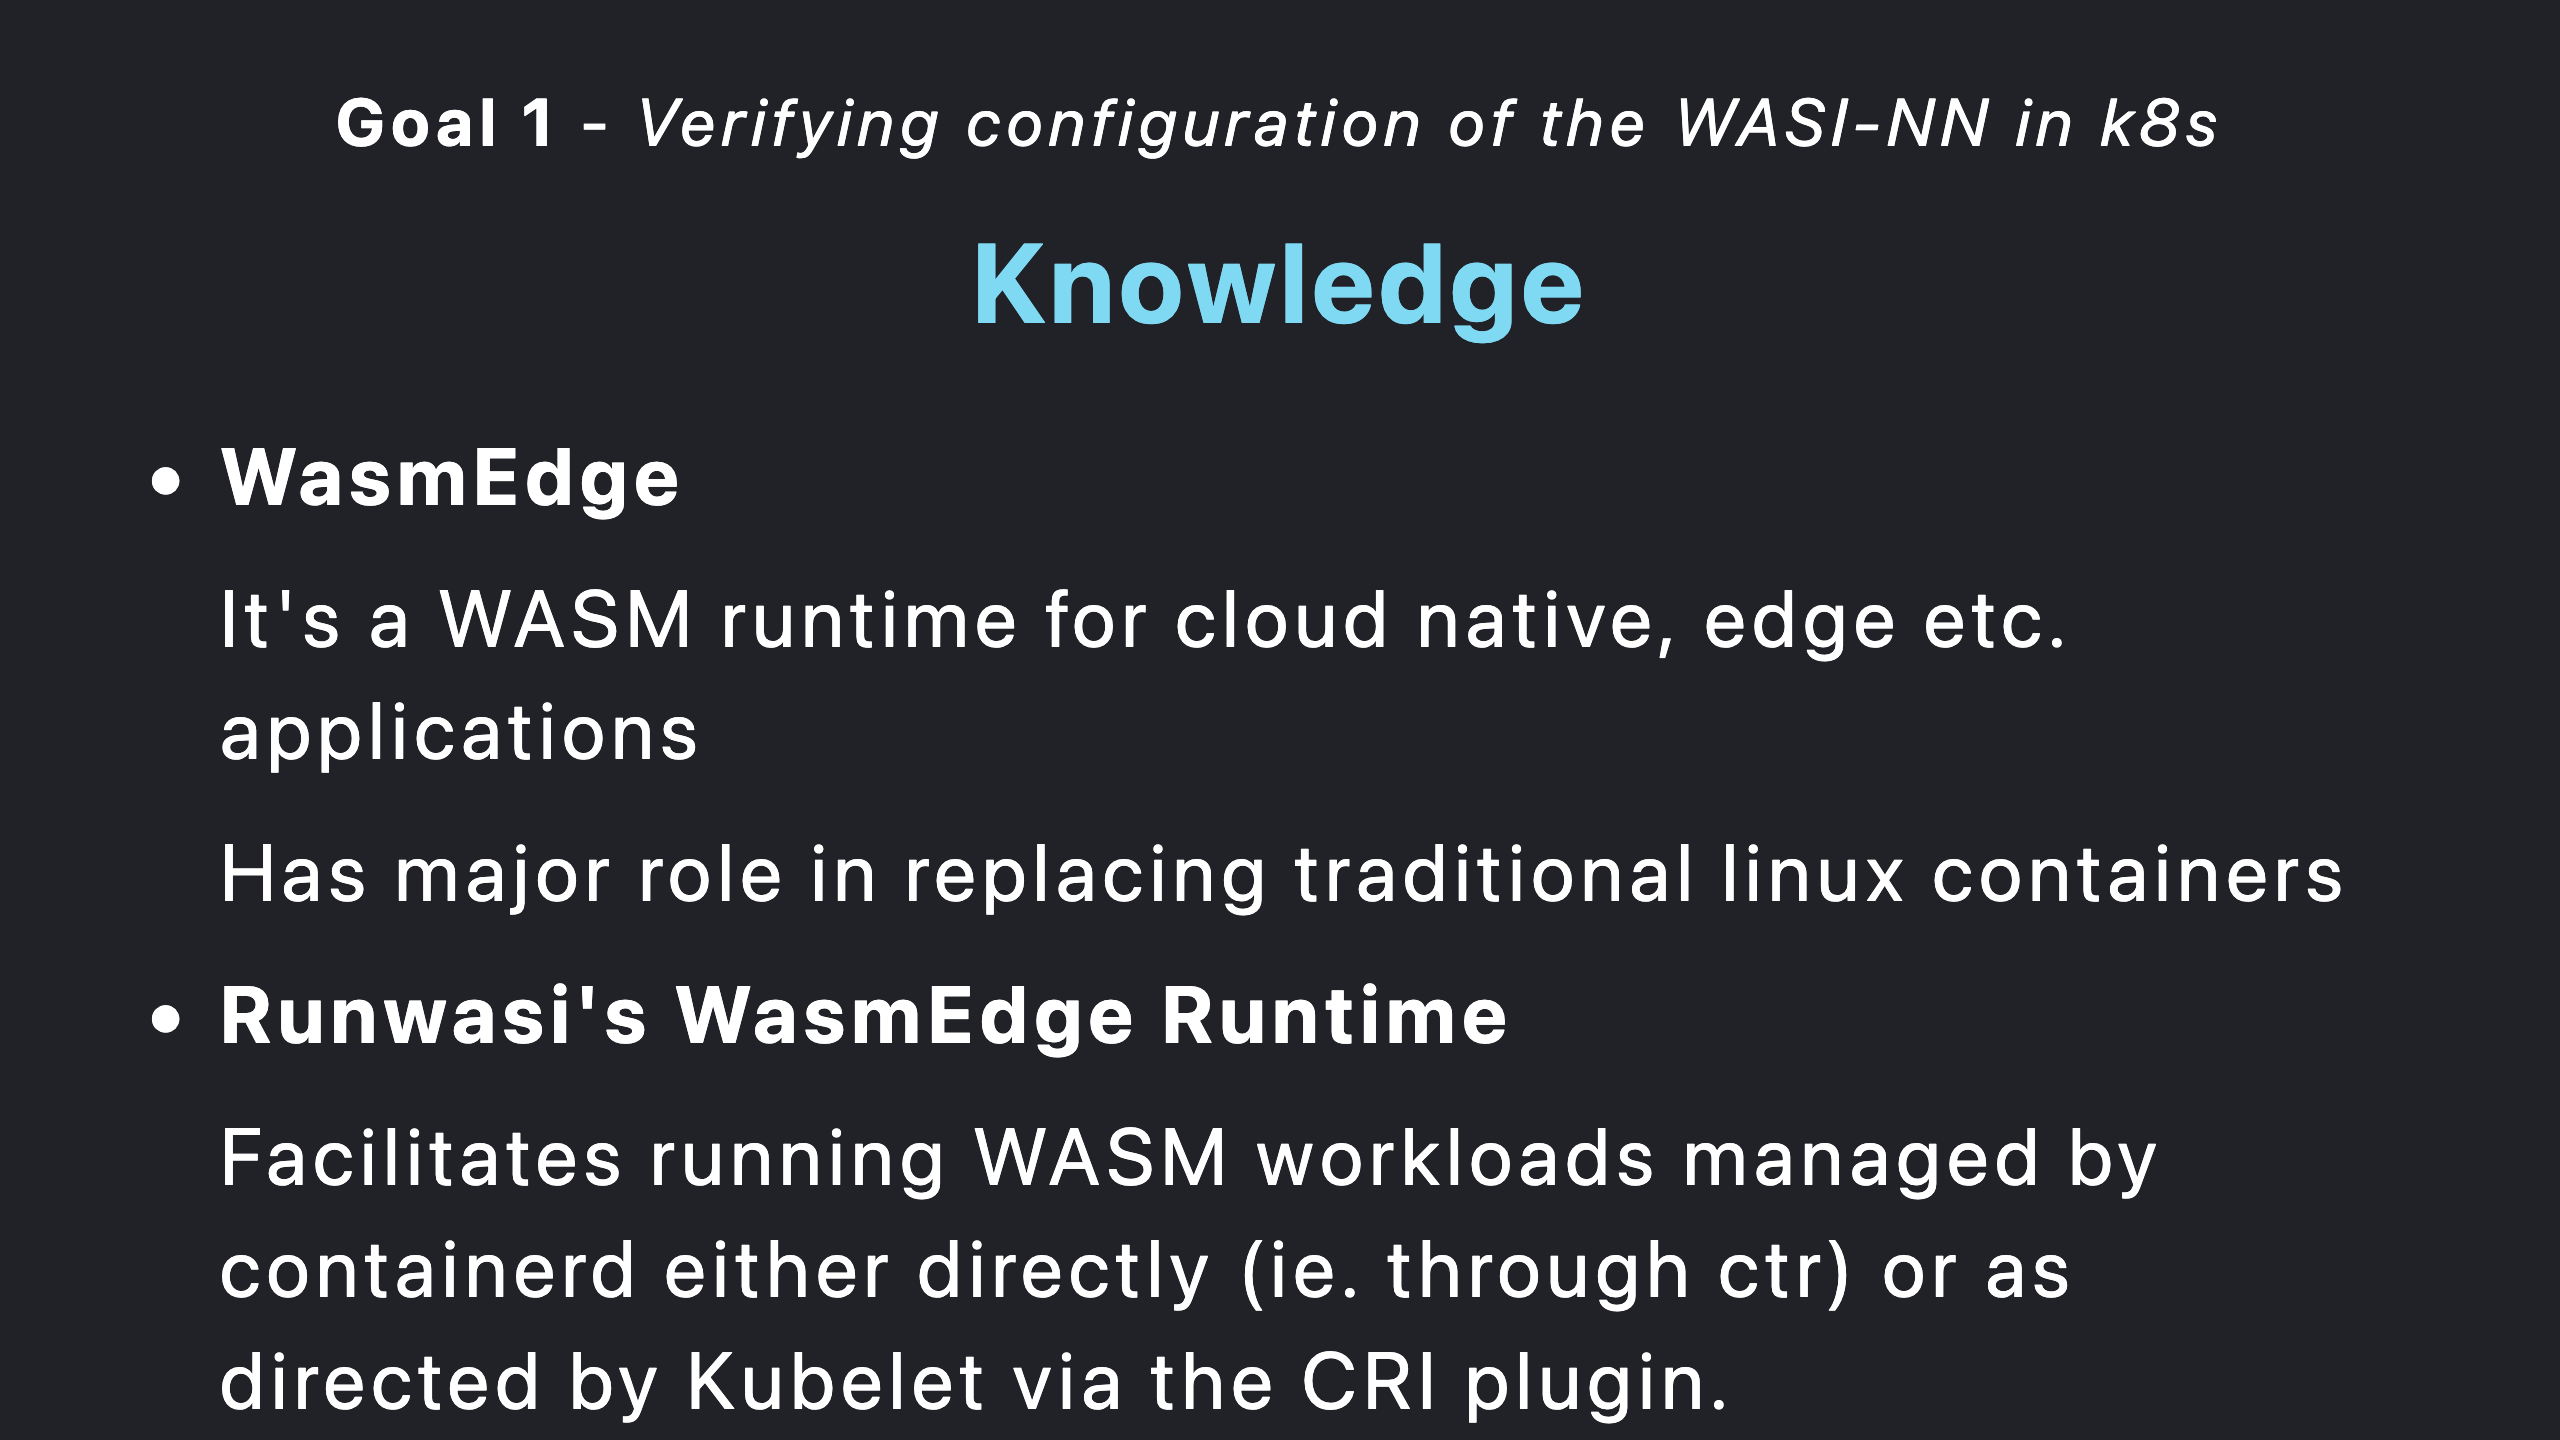 Goal 1 - Verifying configuration of the WASI-NN in k8s
Knowledge
• WasmEdge
It's a WASM runtime for cloud native, edge etc.
applications
Has major role in replacing traditional linux containers
• Runwasi's WasmEdge Runtime
Facilitates running WASM workloads managed by
containerd either directly (ie. through ctr) or as
directed by Kubelet via the CRI plugin.